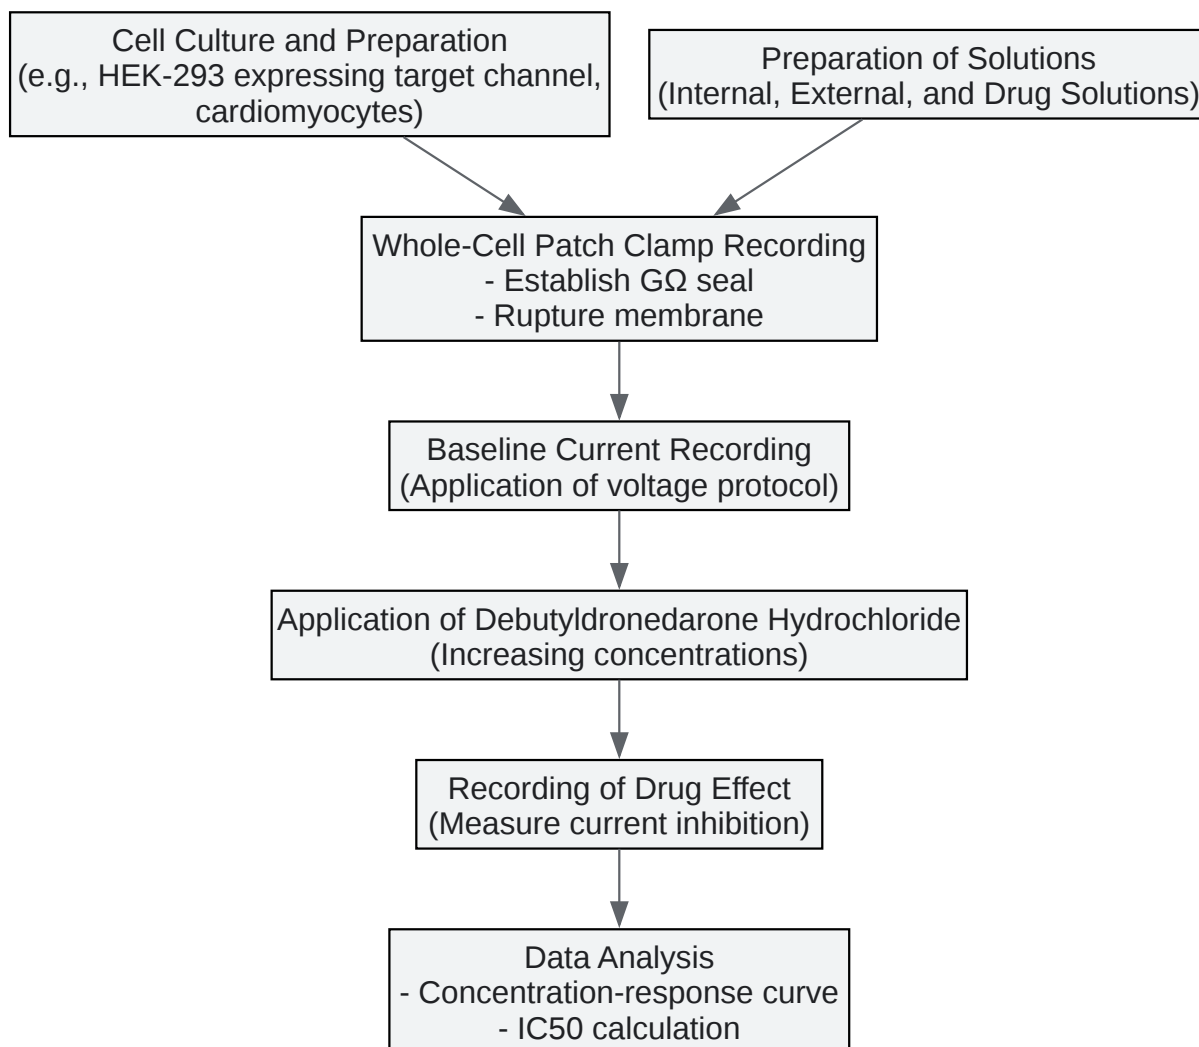 Cell Culture and Preparation
(e.g., HEK-293 expressing target channel,
cardiomyocytes)
Preparation of Solutions
(Internal, External, and Drug Solutions)
Whole-Cell Patch Clamp Recording
- Establish GΩ seal
- Rupture membrane
Baseline Current Recording
(Application of voltage protocol)
Application of Debutyldronedarone Hydrochloride
(Increasing concentrations)
Recording of Drug Effect
(Measure current inhibition)
Data Analysis
- Concentration-response curve
- IC50 calculation